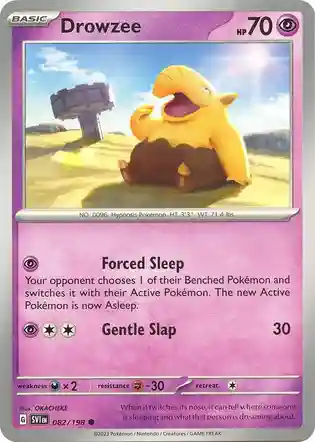 BASIC Drowzee HP 70
NO. 0096 Hypnosis Pokémon HT: 3'3" WT: 71.4 lbs.
Forced Sleep
Your opponent chooses 1 of their Benched Pokémon and
switches it with their Active Pokémon. The new Active
Pokémon is now Asleep.
Gentle Slap 30
weakness ×2 resistance -30 retreat
Illus. OKACHEKE
G SVI EN 082/198
When it twitches its nose, it can tell where someone
is sleeping and what that person is dreaming about.
©2023 Pokémon / Nintendo / Creatures / GAME FREAK